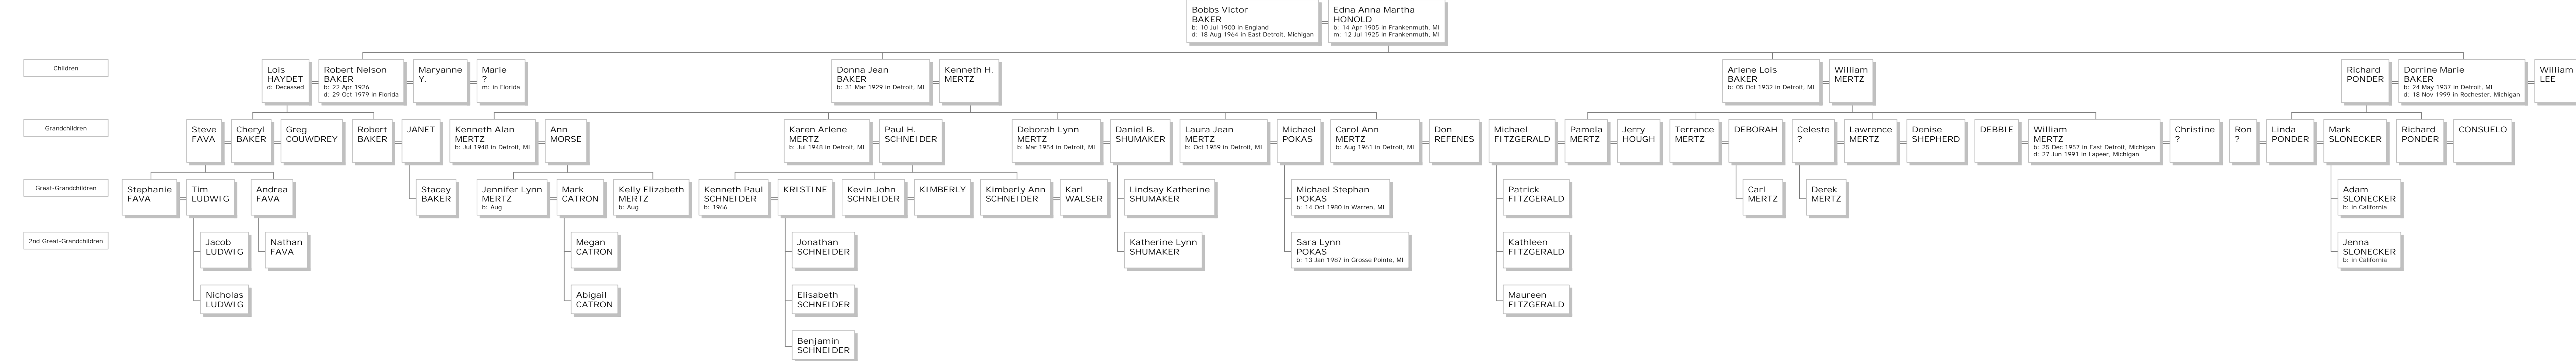 Bobbs Victor
BAKER
b: 10 Jul 1900 in England
d: 18 Aug 1964 in East Detroit, Michigan
Edna Anna Martha
HONOLD
b: 14 Apr 1905 in Frankenmuth, MI
m: 12 Jul 1925 in Frankenmuth, MI
Children
Lois
HAYDET
d: Deceased
Robert Nelson
BAKER
b: 22 Apr 1926
d: 29 Oct 1979 in Florida
Maryanne
Y.
Marie
?
m: in Florida
Donna Jean
BAKER
b: 31 Mar 1929 in Detroit, MI
Kenneth H.
MERTZ
Arlene Lois
BAKER
b: 05 Oct 1932 in Detroit, MI
William
MERTZ
Richard
PONDER
Dorrine Marie
BAKER
b: 24 May 1937 in Detroit, MI
d: 18 Nov 1999 in Rochester, Michigan
William
LEE
Grandchildren
Steve
FAVA
Cheryl
BAKER
Greg
COUWDREY
Robert
BAKER
JANET
Kenneth Alan
MERTZ
b: Jul 1948 in Detroit, MI
Ann
MORSE
Karen Arlene
MERTZ
b: Jul 1948 in Detroit, MI
Paul H.
SCHNEIDER
Deborah Lynn
MERTZ
b: Mar 1954 in Detroit, MI
Daniel B.
SHUMAKER
Laura Jean
MERTZ
b: Oct 1959 in Detroit, MI
Michael
POKAS
Carol Ann
MERTZ
b: Aug 1961 in Detroit, MI
Don
REFENES
Michael
FITZGERALD
Pamela
MERTZ
Jerry
HOUGH
Terrance
MERTZ
DEBORAH
Celeste
?
Lawrence
MERTZ
Denise
SHEPHERD
DEBBIE
William
MERTZ
b: 25 Dec 1957 in East Detroit, Michigan
d: 27 Jun 1991 in Lapeer, Michigan
Christine
?
Ron
?
Linda
PONDER
Mark
SLONECKER
Richard
PONDER
CONSUELO
Great-Grandchildren
Stephanie
FAVA
Tim
LUDWIG
Andrea
FAVA
Stacey
BAKER
Jennifer Lynn
MERTZ
b: Aug
Mark
CATRON
Kelly Elizabeth
MERTZ
b: Aug
Kenneth Paul
SCHNEIDER
b: 1966
KRISTINE
Kevin John
SCHNEIDER
KIMBERLY
Kimberly Ann
SCHNEIDER
Karl
WALSER
Lindsay Katherine
SHUMAKER
Michael Stephan
POKAS
b: 14 Oct 1980 in Warren, MI
Patrick
FITZGERALD
Carl
MERTZ
Derek
MERTZ
Adam
SLONECKER
b: in California
2nd Great-Grandchildren
Jacob
LUDWIG
Nathan
FAVA
Megan
CATRON
Jonathan
SCHNEIDER
Katherine Lynn
SHUMAKER
Sara Lynn
POKAS
b: 13 Jan 1987 in Grosse Pointe, MI
Kathleen
FITZGERALD
Jenna
SLONECKER
b: in California
Nicholas
LUDWIG
Abigail
CATRON
Elisabeth
SCHNEIDER
Maureen
FITZGERALD
Benjamin
SCHNEIDER